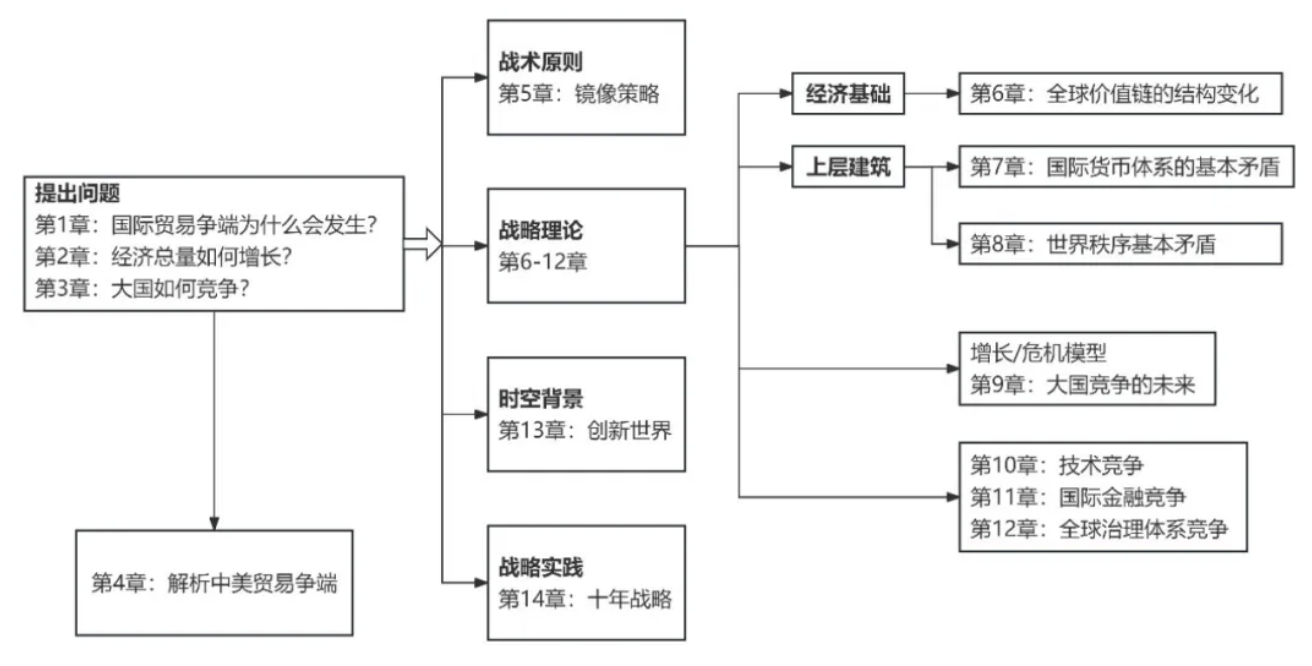 提出问题
第1章：国际贸易争端为什么会发生？
第2章：经济总量如何增长？
第3章：大国如何竞争？
第4章：解析中美贸易争端
战术原则
第5章：镜像策略
战略理论
第6-12章
时空背景
第13章：创新世界
战略实践
第14章：十年战略
经济基础
第6章：全球价值链的结构变化
上层建筑
第7章：国际货币体系的基本矛盾
第8章：世界秩序基本矛盾
增长/危机模型
第9章：大国竞争的未来
第10章：技术竞争
第11章：国际金融竞争
第12章：全球治理体系竞争